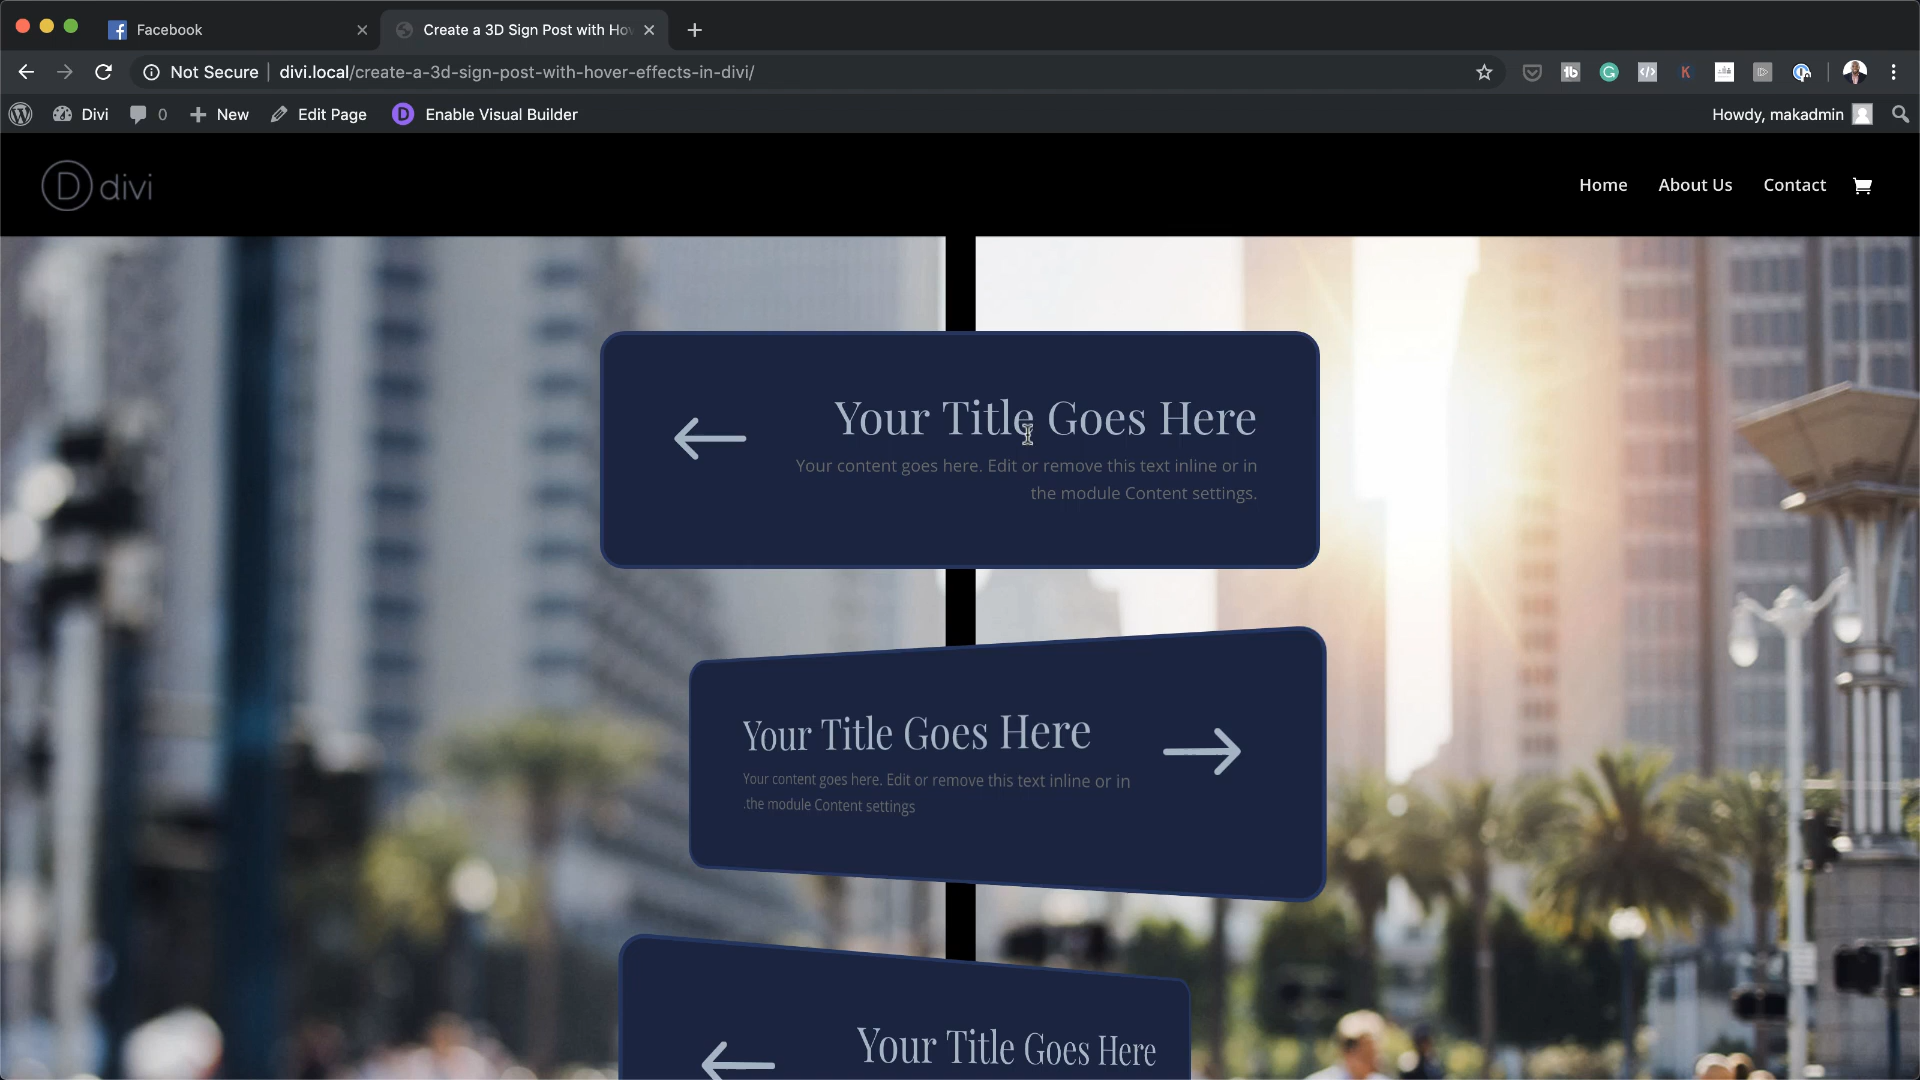 Facebook
Create a 3D Sign Post with Hov
Not Secure
divi.local/create-a-3d-sign-post-with-hover-effects-in-divi/
Divi
0
New
Edit Page
D
Enable Visual Builder
Howdy, makadmin
D divi
Home
About Us
Contact
Your Title Goes Here
Your content goes here. Edit or remove this text inline or in
the module Content settings.
Your Title Goes Here
Your content goes here. Edit or remove this text inline or in
.the module Content settings
Your Title Goes Here